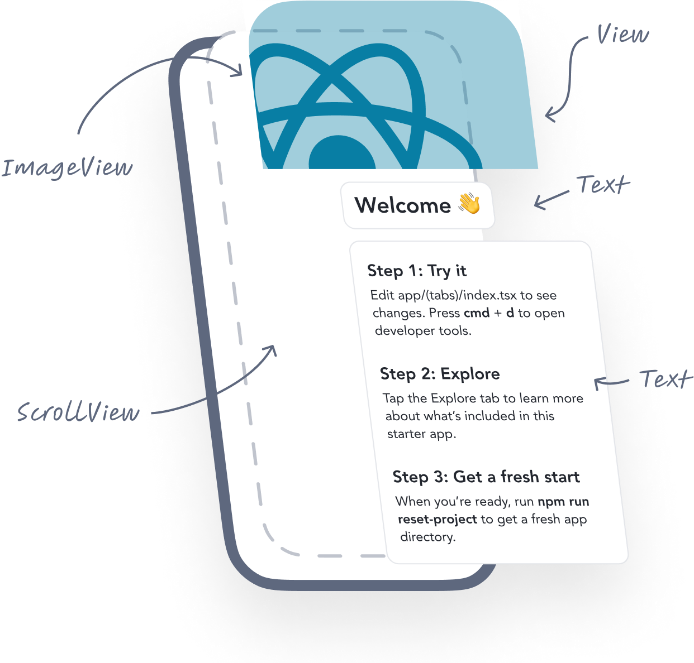 View
ImageView
Text
Welcome 👋
Step 1: Try it
Edit app/(tabs)/index.tsx to see
changes. Press cmd + d to open
developer tools.
Step 2: Explore
Tap the Explore tab to learn more
about what's included in this
starter app.
Text
ScrollView
Step 3: Get a fresh start
When you're ready, run npm run
reset-project to get a fresh app
directory.